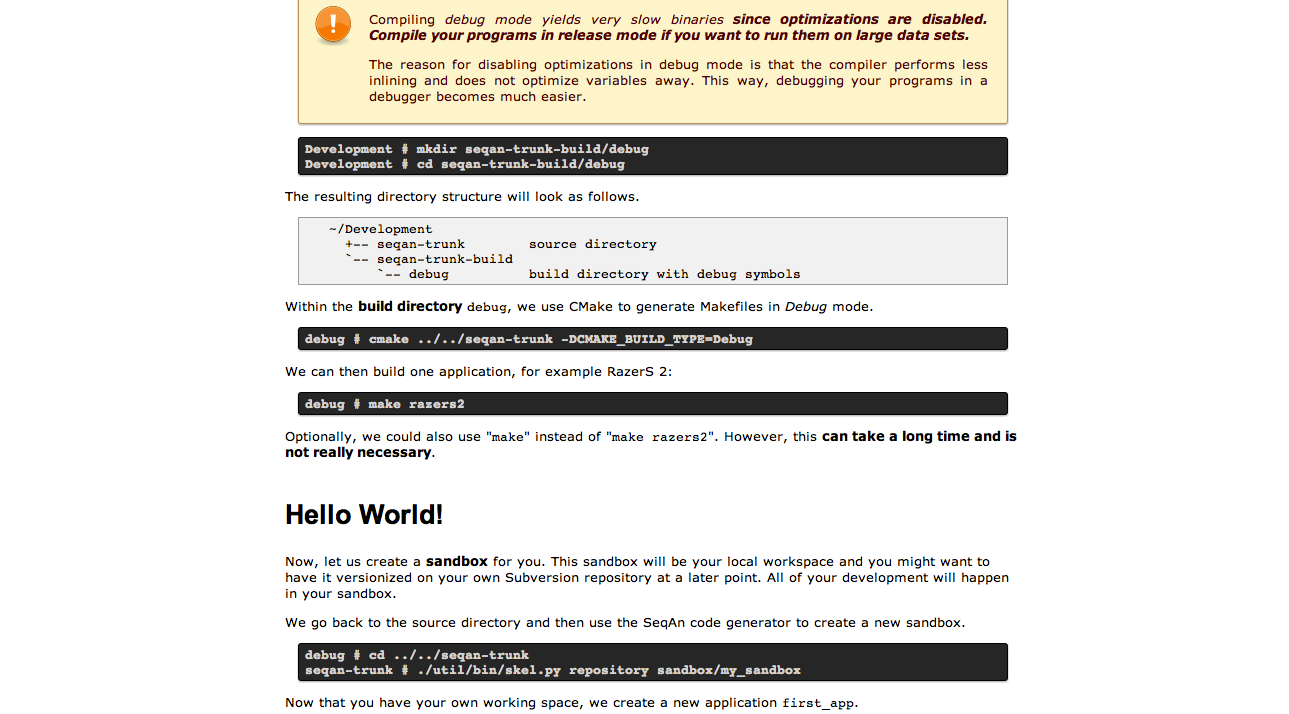 Compiling debug mode yields very slow binaries since optimizations are disabled.
Compile your programs in release mode if you want to run them on large data sets.
The reason for disabling optimizations in debug mode is that the compiler performs less
inlining and does not optimize variables away. This way, debugging your programs in a
debugger becomes much easier.
Development # mkdir seqan-trunk-build/debug
Development # cd seqan-trunk-build/debug
The resulting directory structure will look as follows.
~/Development
+-- seqan-trunk        source directory
`-- seqan-trunk-build
`-- debug          build directory with debug symbols
Within the build directory debug, we use CMake to generate Makefiles in Debug mode.
debug # cmake ../../seqan-trunk -DCMAKE_BUILD_TYPE=Debug
We can then build one application, for example RazerS 2:
debug # make razers2
Optionally, we could also use "make" instead of "make razers2". However, this can take a long time and is
not really necessary.
Hello World!
Now, let us create a sandbox for you. This sandbox will be your local workspace and you might want to
have it versionized on your own Subversion repository at a later point. All of your development will happen
in your sandbox.
We go back to the source directory and then use the SeqAn code generator to create a new sandbox.
debug # cd ../../seqan-trunk
seqan-trunk # ./util/bin/skel.py repository sandbox/my_sandbox
Now that you have your own working space, we create a new application first_app.